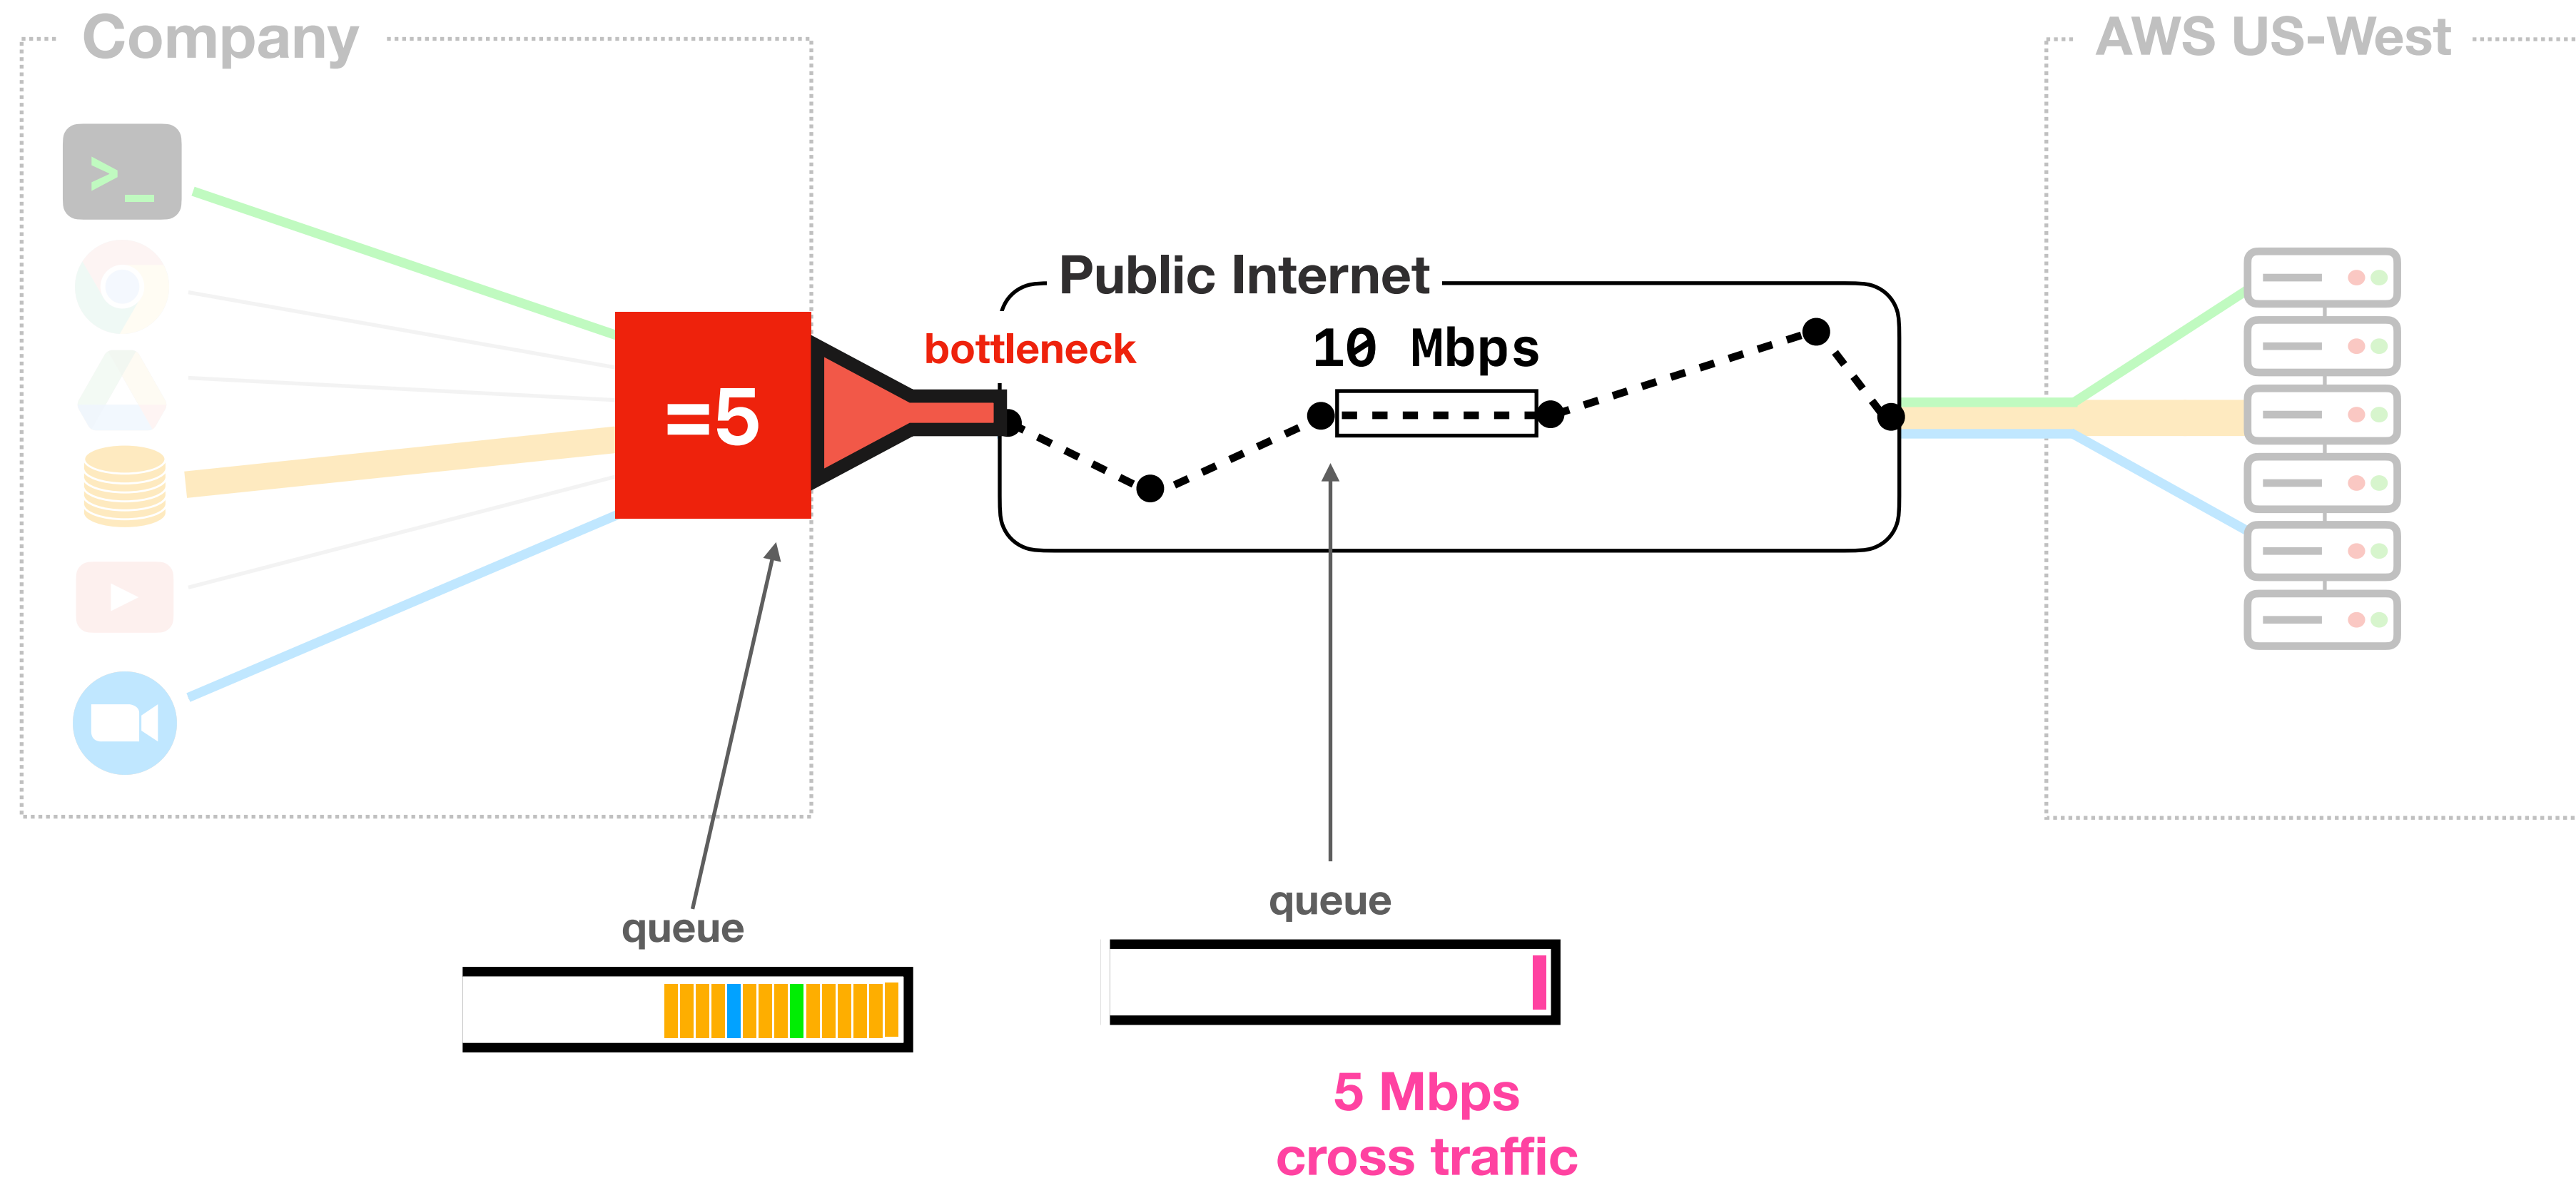 Company
AWS US-West
>_
Public Internet
bottleneck
10 Mbps
=5
queue
queue
5 Mbps
cross traffic